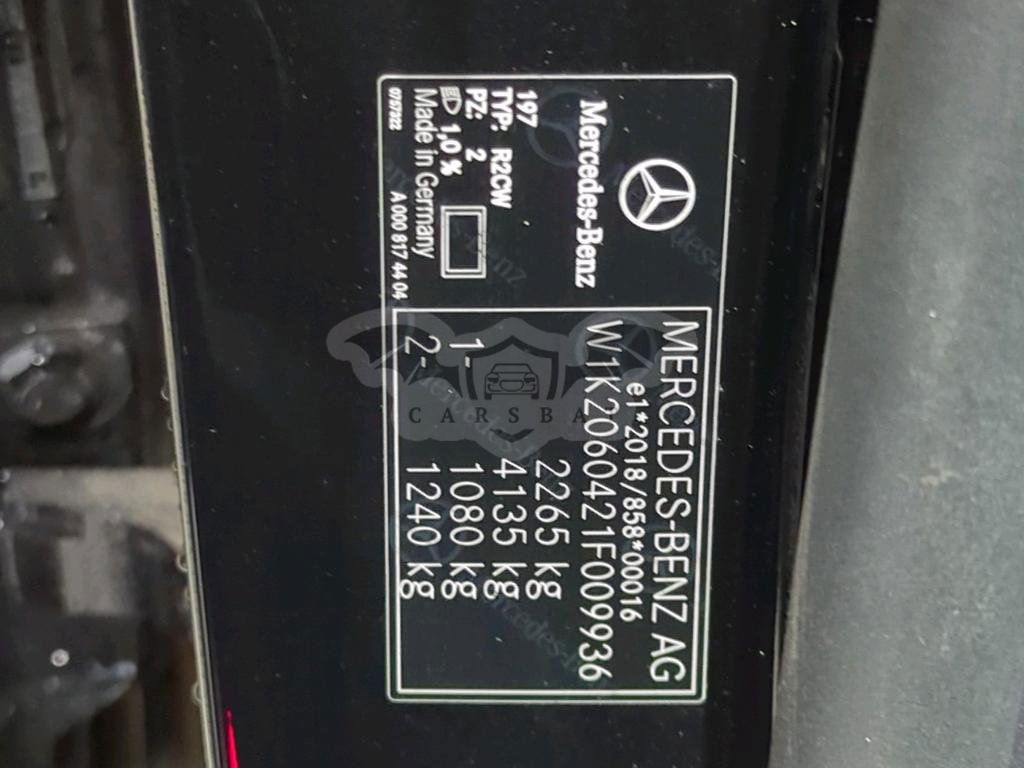 Mercedes-Benz
197
TYP: R2CW
PZ: 2
1,0 %
Made in Germany
0757322 A 000 817 44 04
MERCEDES-BENZ AG
e1*2018/858*00016
W1K2060421F009936
2265 kg
4135 kg
1- 1080 kg
2- 1240 kg
CARSBA